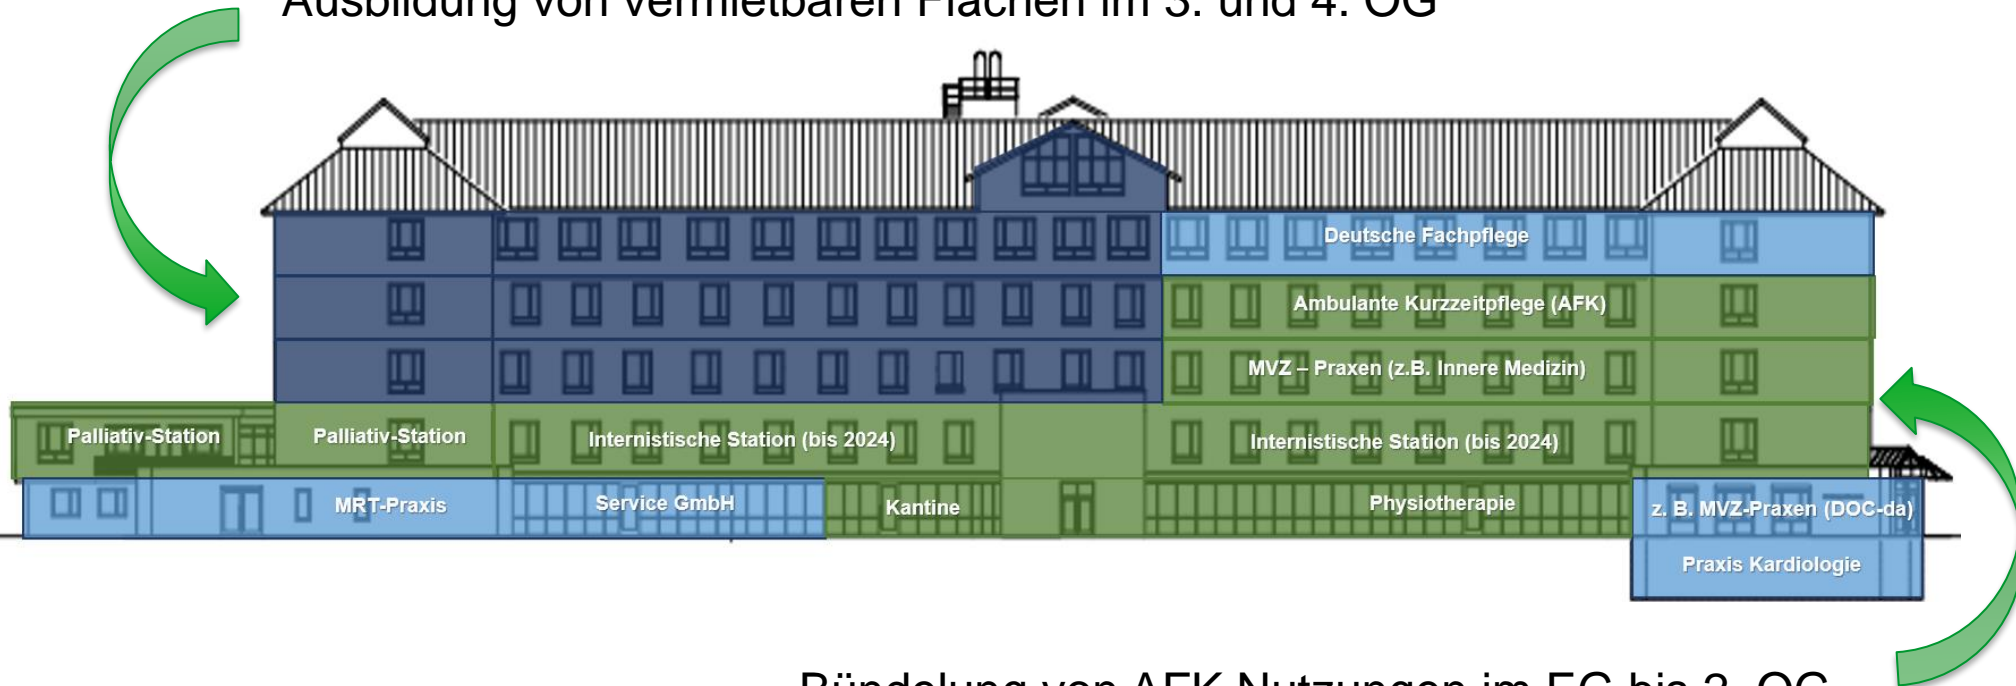 Ausbildung von vermietbaren Flächen im 3. und 4. OG
Deutsche Fachpflege
Ambulante Kurzzeitpflege (AFK)
MVZ – Praxen (z.B. Innere Medizin)
Palliativ-Station
Palliativ-Station
Internistische Station (bis 2024)
Internistische Station (bis 2024)
MRT-Praxis
Service GmbH
Kantine
Physiotherapie
z. B. MVZ-Praxen (DOC-da)
Praxis Kardiologie
Bündelung von AFK Nutzungen im EG bis 2. OG